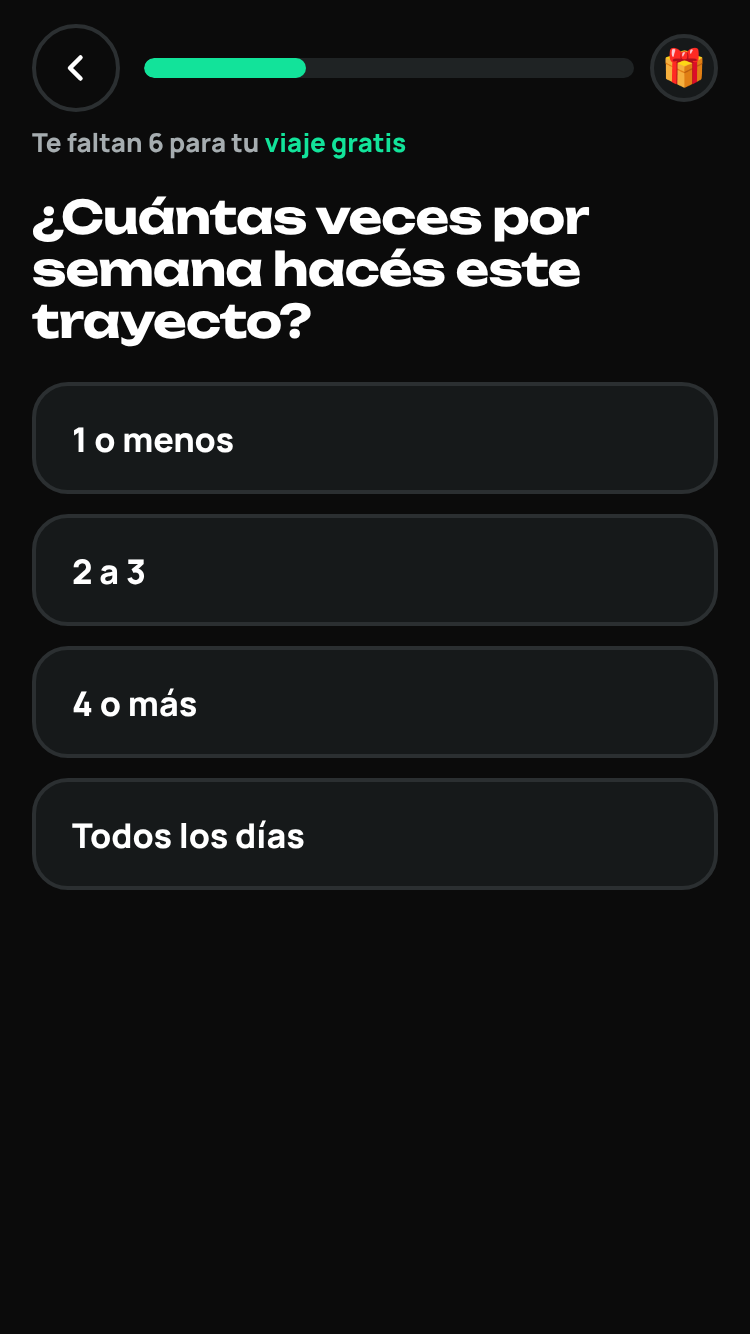 Te faltan 6 para tu viaje gratis
¿Cuántas veces por
semana hacés este
trayecto?
1 o menos
2 a 3
4 o más
Todos los días